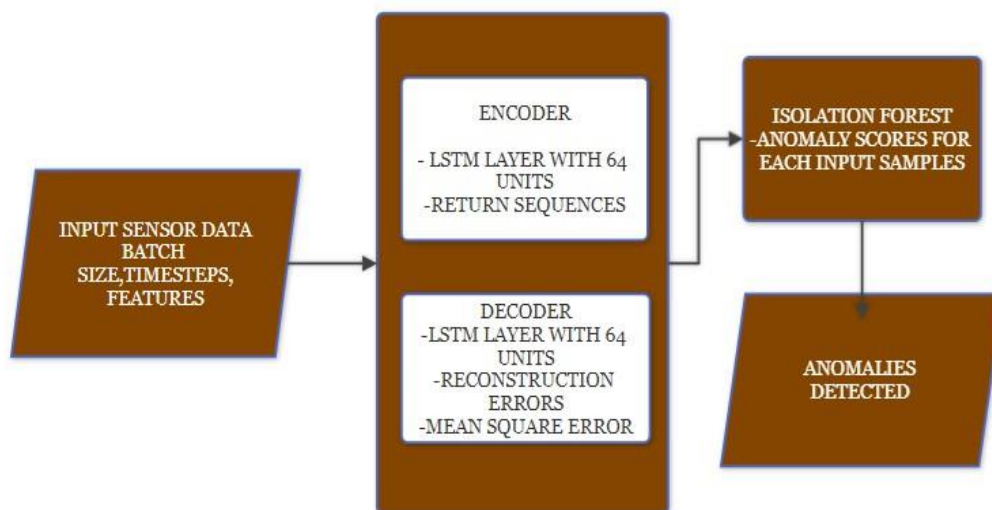 INPUT SENSOR DATA
BATCH
SIZE,TIMESTEPS,
FEATURES
ENCODER
- LSTM LAYER WITH 64
UNITS
-RETURN SEQUENCES
DECODER
-LSTM LAYER WITH 64
UNITS
-RECONSTRUCTION
ERRORS
-MEAN SQUARE ERROR
ISOLATION FOREST
-ANOMALY SCORES FOR
EACH INPUT SAMPLES
ANOMALIES
DETECTED